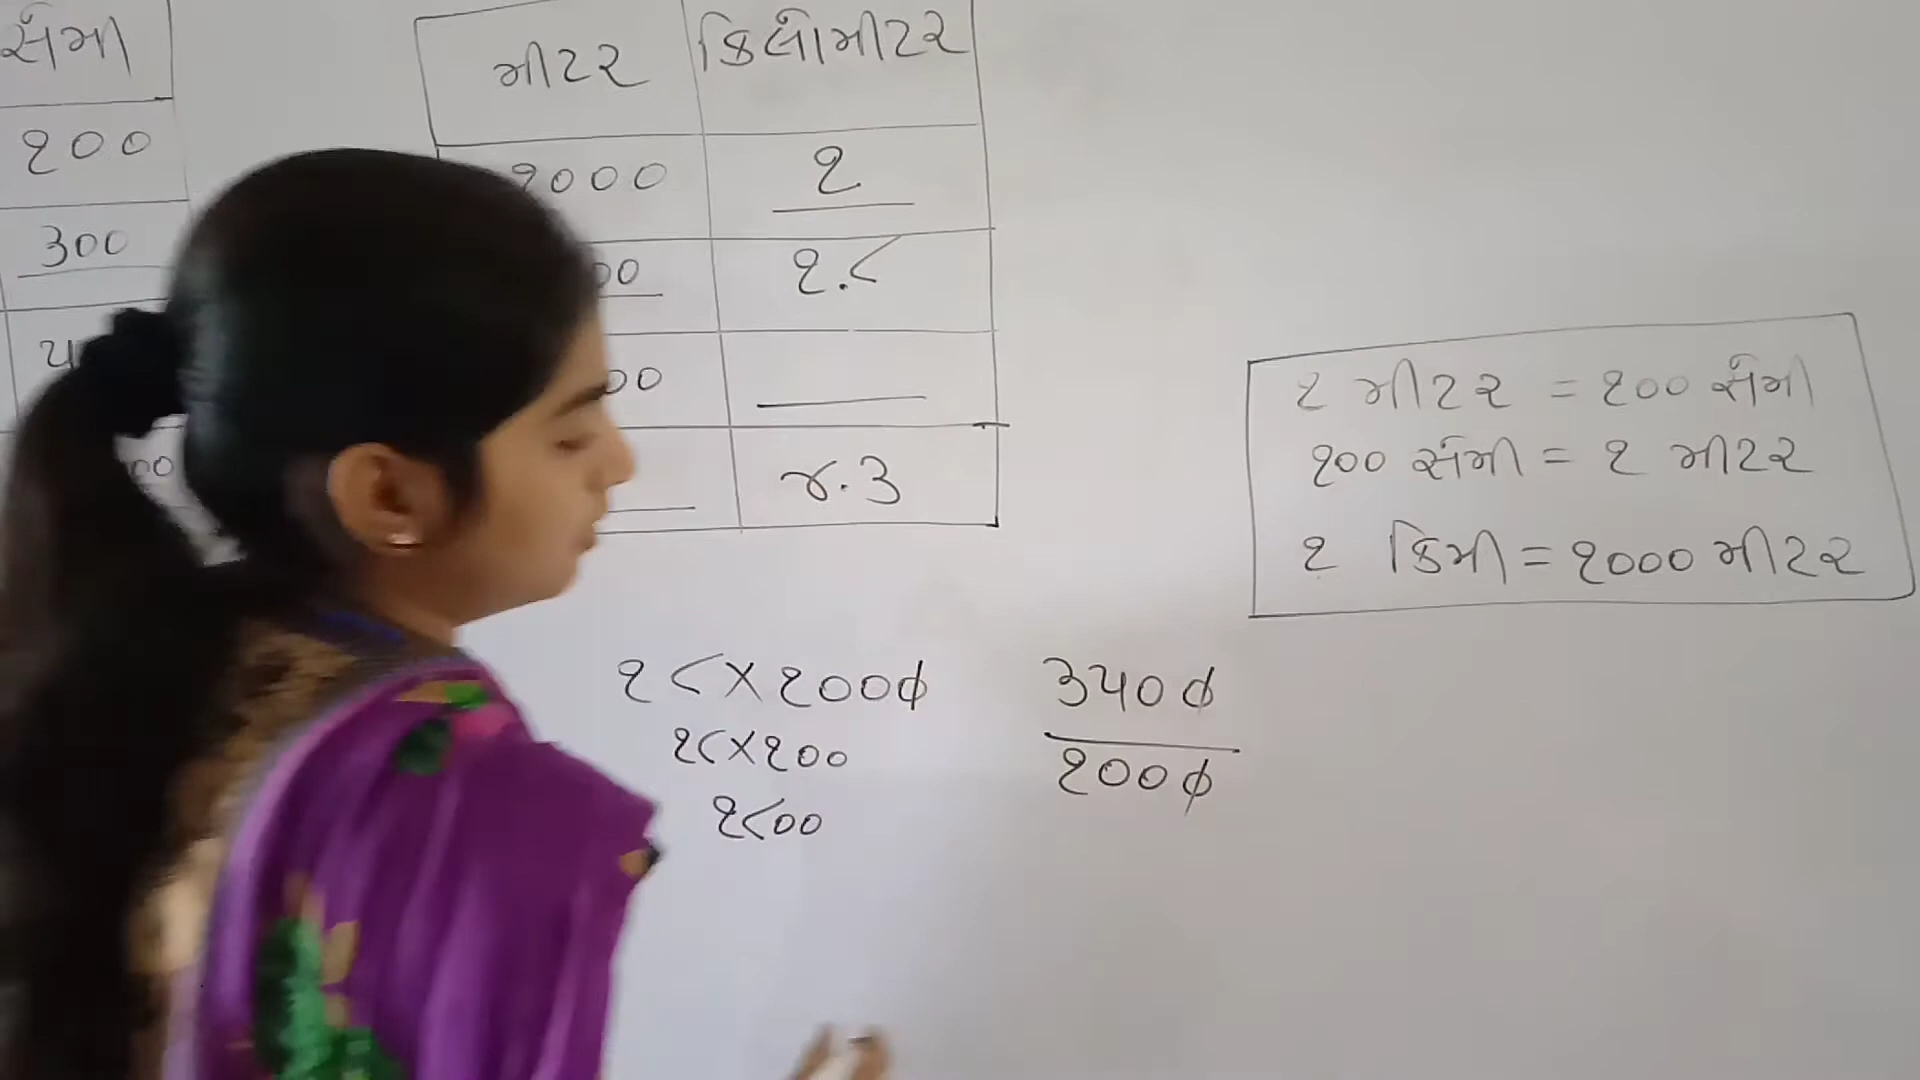 સેંમી
૧૦૦
૩૦૦
૦૦
મીટર કિલોમીટર
૧૦૦૦ ૧
૦૦ ૧.૮
૦૦
૪.૩
૧ મીટર = ૧૦૦ સેંમી
૧૦૦ સેંમી = ૧ મીટર
૧ કિમી = ૧૦૦૦ મીટર
૧૮×૧૦૦૦
૧૮×૧૦૦
૧૮૦૦
૩૫૦૦
૧૦૦૦